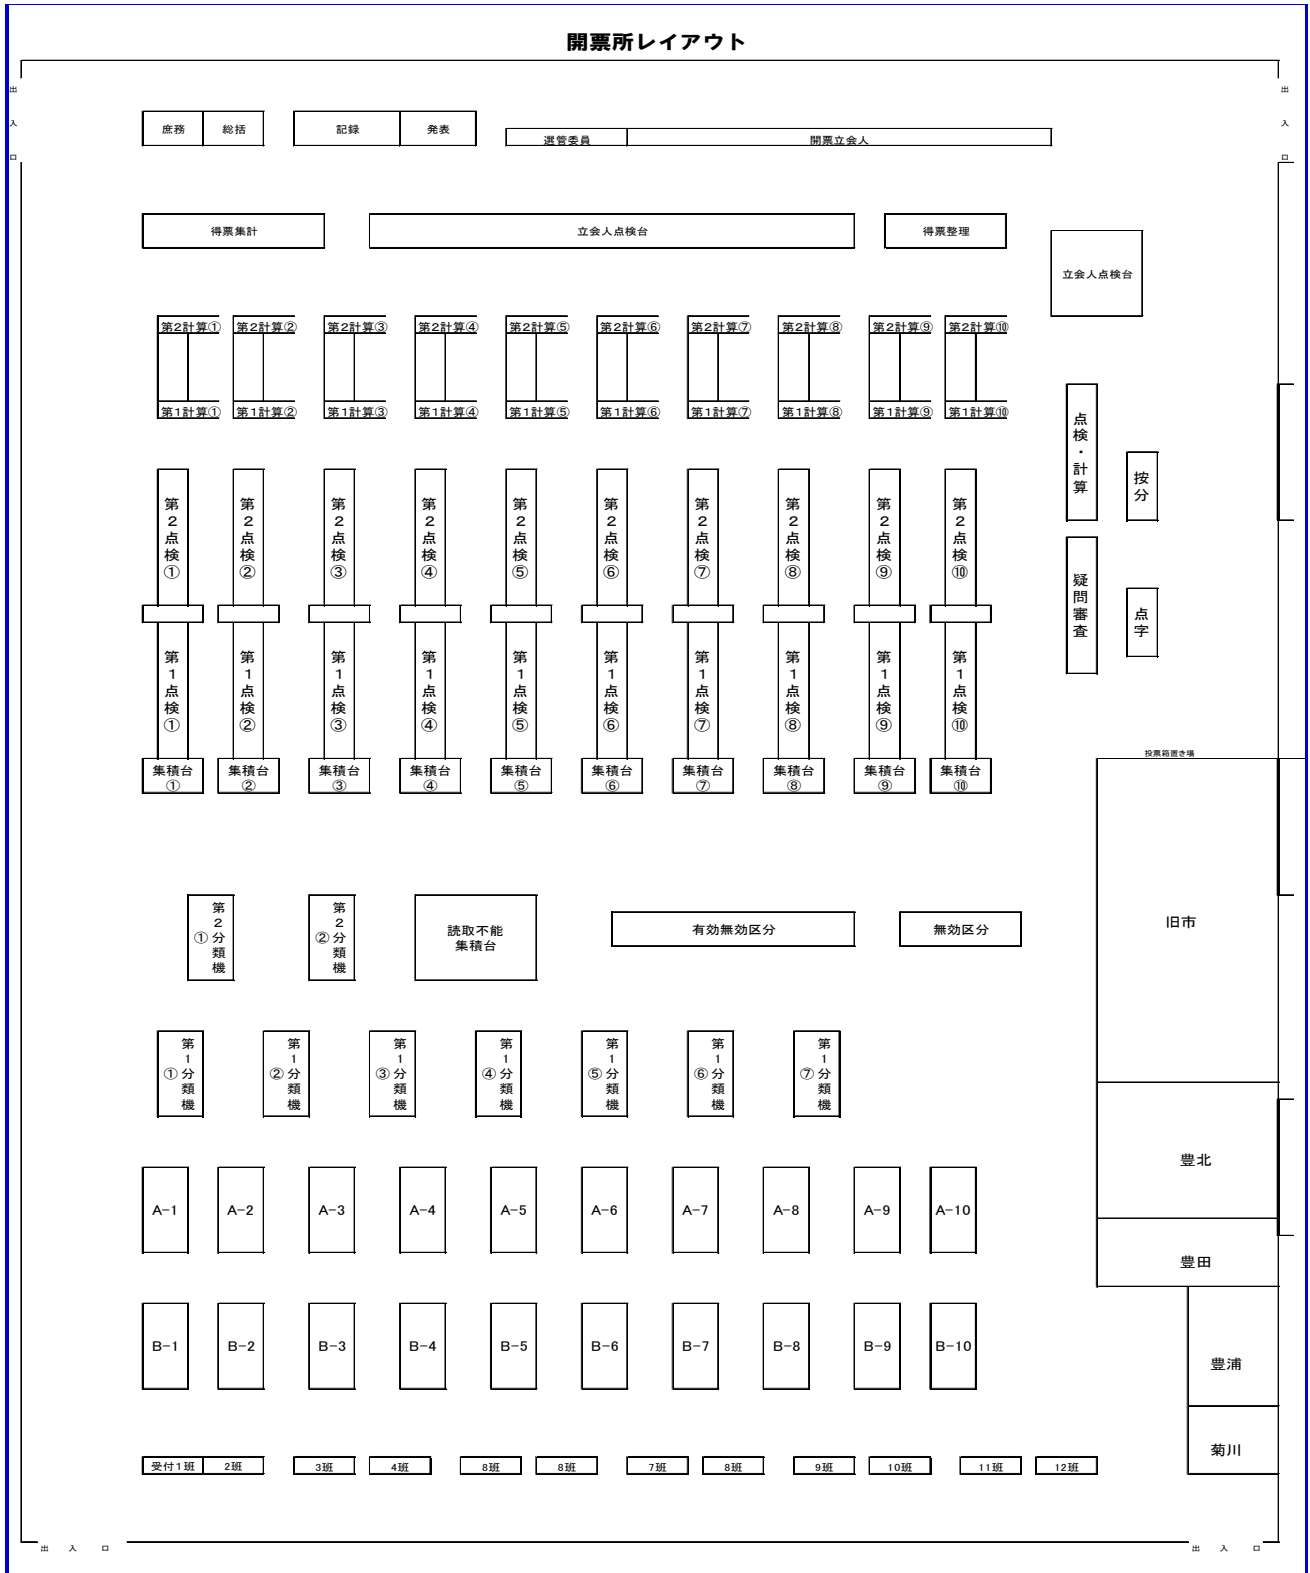 開票所レイアウト
出入口
出入口
庶務 総括 記録 発表 選管委員 開票立会人
得票集計 立会人点検台 得票整理
立会人点検台
第2計算① 第2計算② 第2計算③ 第2計算④ 第2計算⑤ 第2計算⑥ 第2計算⑦ 第2計算⑧ 第2計算⑨ 第2計算⑩
第1計算① 第1計算② 第1計算③ 第1計算④ 第1計算⑤ 第1計算⑥ 第1計算⑦ 第1計算⑧ 第1計算⑨ 第1計算⑩
点検・計算
按分
第2点検① 第2点検② 第2点検③ 第2点検④ 第2点検⑤ 第2点検⑥ 第2点検⑦ 第2点検⑧ 第2点検⑨ 第2点検⑩
疑問審査
点字
第1点検① 第1点検② 第1点検③ 第1点検④ 第1点検⑤ 第1点検⑥ 第1点検⑦ 第1点検⑧ 第1点検⑨ 第1点検⑩
投票箱置き場
集積台① 集積台② 集積台③ 集積台④ 集積台⑤ 集積台⑥ 集積台⑦ 集積台⑧ 集積台⑨ 集積台⑩
第2分類機① 第2分類機②
読取不能
集積台
有効無効区分 無効区分
旧市
第1分類機① 第1分類機② 第1分類機③ 第1分類機④ 第1分類機⑤ 第1分類機⑥ 第1分類機⑦
豊北
A-1 A-2 A-3 A-4 A-5 A-6 A-7 A-8 A-9 A-10
豊田
B-1 B-2 B-3 B-4 B-5 B-6 B-7 B-8 B-9 B-10
豊浦
菊川
受付1班 2班 3班 4班 8班 8班 7班 8班 9班 10班 11班 12班
出入口
出入口